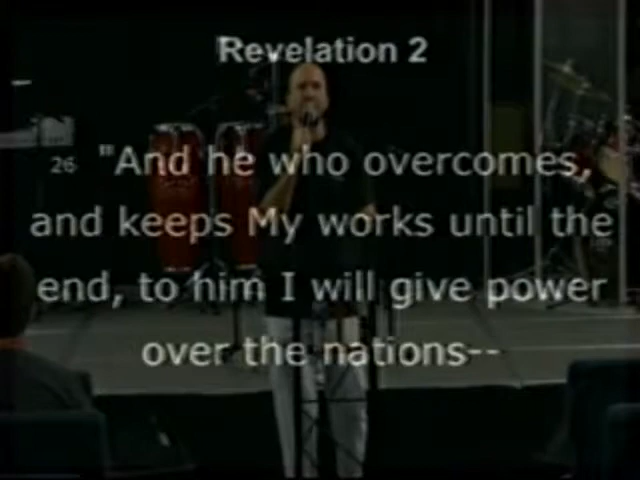 Revelation 2
26 "And he who overcomes,
and keeps My works until the
end, to him I will give power
over the nations--